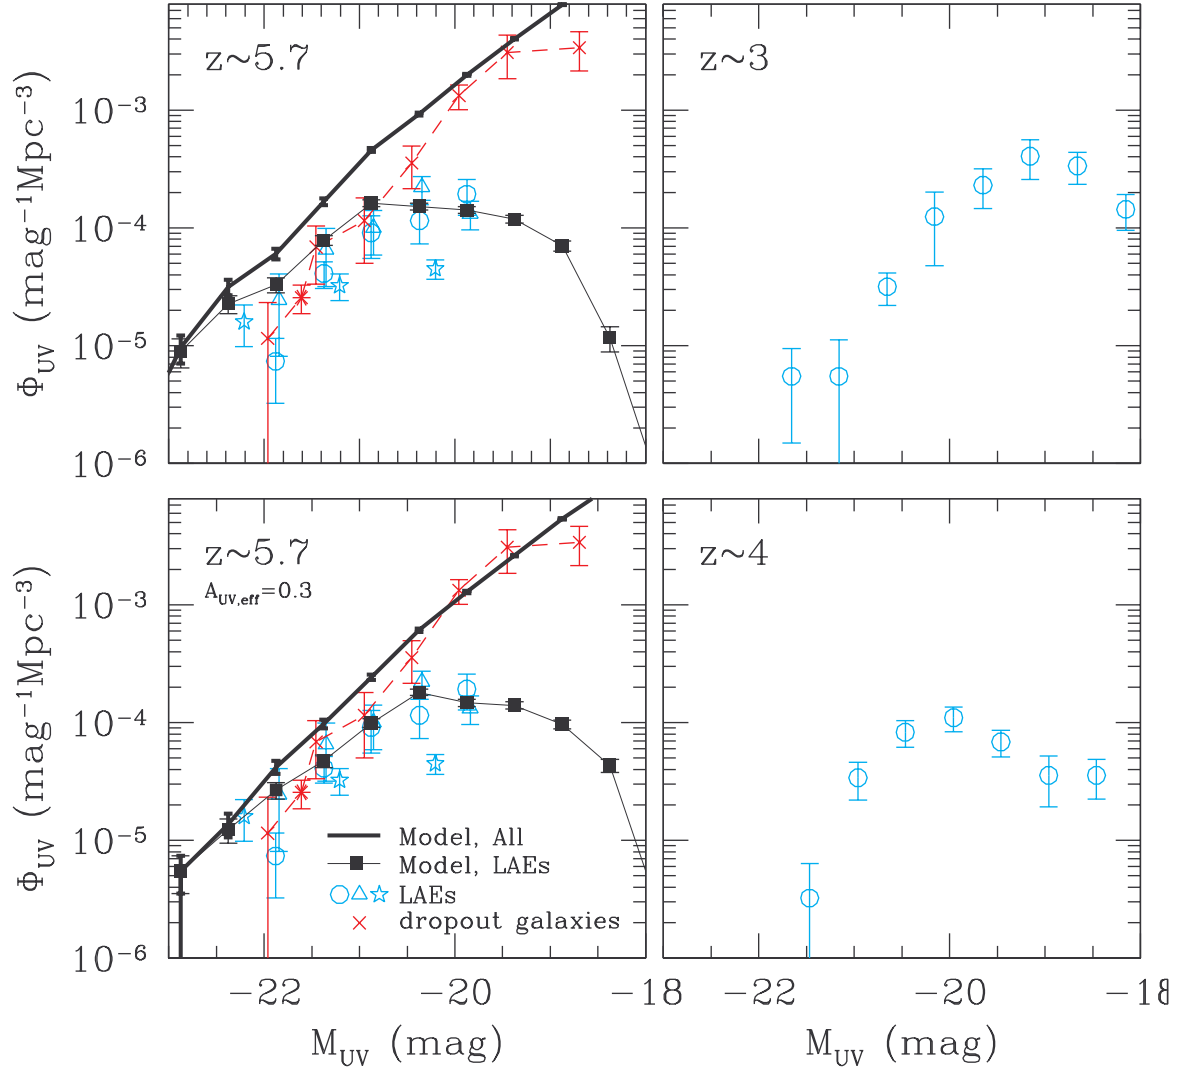 z~5.7
z~3
10⁻³
10⁻⁴
10⁻⁵
10⁻⁶
Φ_UV (mag⁻¹Mpc⁻³)
z~5.7
A_UV,eff=0.3
z~4
10⁻³
10⁻⁴
10⁻⁵
10⁻⁶
Φ_UV (mag⁻¹Mpc⁻³)
Model, All
Model, LAEs
LAEs
dropout galaxies
−22 −20 −18 −22 −20 −18
M_UV (mag) M_UV (mag)